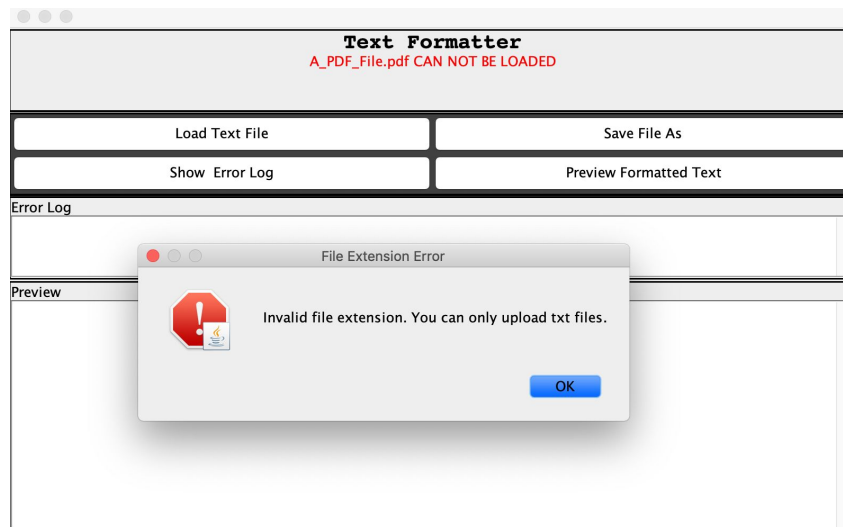 Text Formatter
A_PDF_File.pdf CAN NOT BE LOADED
Load Text File
Save File As
Show Error Log
Preview Formatted Text
Error Log
File Extension Error
Preview
Invalid file extension. You can only upload txt files.
OK